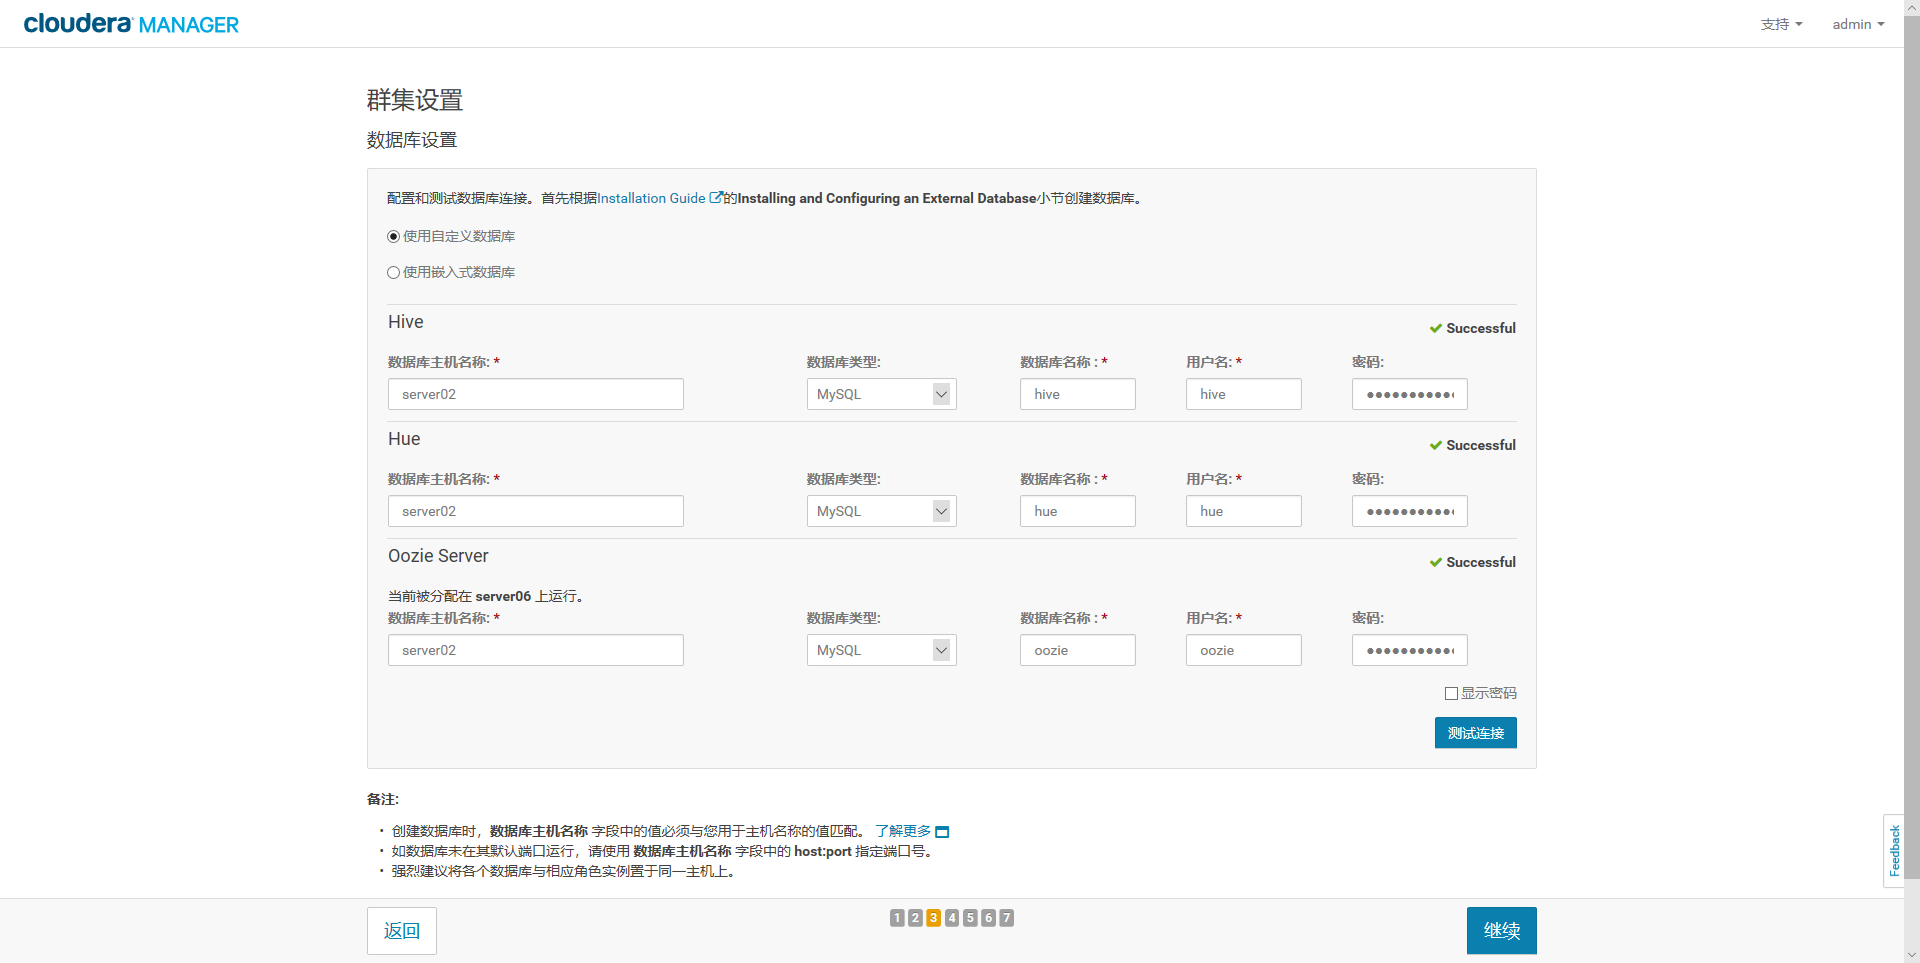 cloudera MANAGER 支持 admin
群集设置
数据库设置
配置和测试数据库连接。首先根据Installation Guide 的Installing and Configuring an External Database小节创建数据库。
使用自定义数据库
使用嵌入式数据库
Hive Successful
数据库主机名称: * 数据库类型: 数据库名称 : * 用户名: * 密码:
server02 MySQL hive hive ●●●●●●●●●●●
Hue Successful
数据库主机名称: * 数据库类型: 数据库名称 : * 用户名: * 密码:
server02 MySQL hue hue ●●●●●●●●●●●
Oozie Server Successful
当前被分配在 server06 上运行。
数据库主机名称: * 数据库类型: 数据库名称 : * 用户名: * 密码:
server02 MySQL oozie oozie ●●●●●●●●●●●
显示密码
测试连接
备注:
· 创建数据库时，数据库主机名称 字段中的值必须与您用于主机名称的值匹配。 了解更多
· 如数据库未在其默认端口运行，请使用 数据库主机名称 字段中的 host:port 指定端口号。
· 强烈建议将各个数据库与相应角色实例置于同一主机上。
Feedback
返回 1 2 3 4 5 6 7 继续